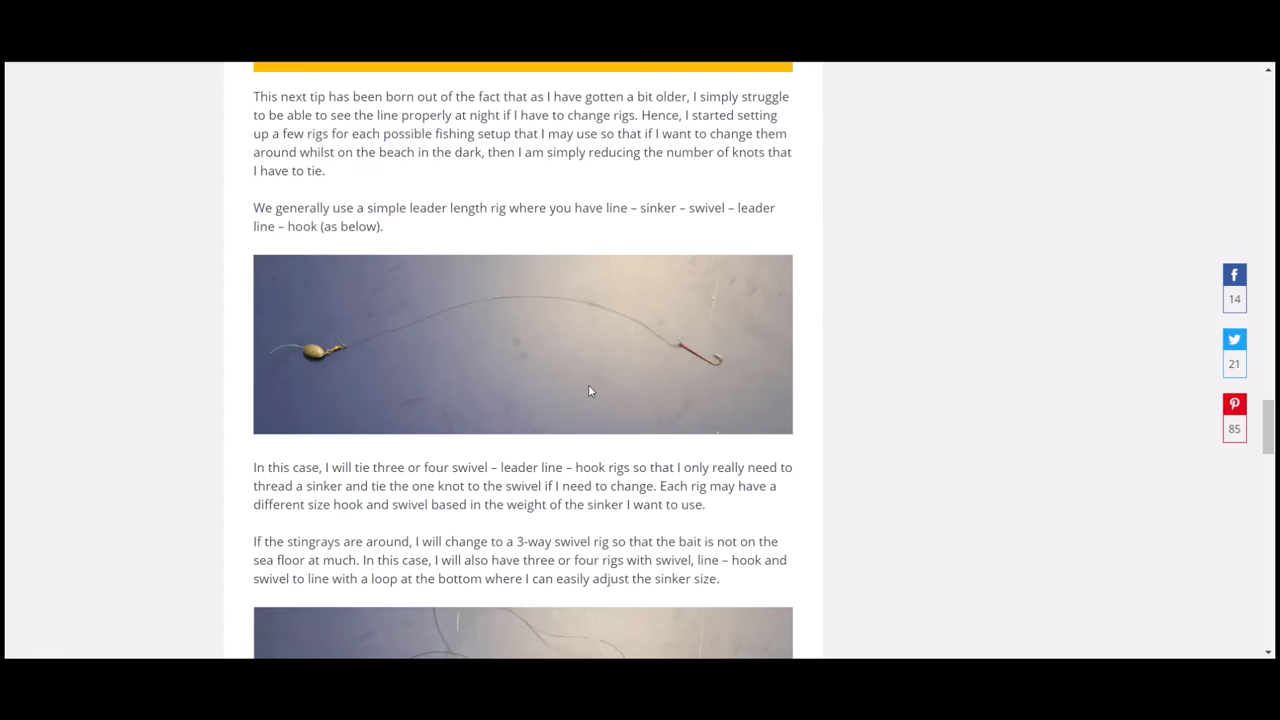 This next tip has been born out of the fact that as I have gotten a bit older, I simply struggle
to be able to see the line properly at night if I have to change rigs. Hence, I started setting
up a few rigs for each possible fishing setup that I may use so that if I want to change them
around whilst on the beach in the dark, then I am simply reducing the number of knots that
I have to tie.
We generally use a simple leader length rig where you have line – sinker – swivel – leader
line – hook (as below).
In this case, I will tie three or four swivel – leader line – hook rigs so that I only really need to
thread a sinker and tie the one knot to the swivel if I need to change. Each rig may have a
different size hook and swivel based in the weight of the sinker I want to use.
If the stingrays are around, I will change to a 3-way swivel rig so that the bait is not on the
sea floor at much. In this case, I will also have three or four rigs with swivel, line – hook and
swivel to line with a loop at the bottom where I can easily adjust the sinker size.
14
21
85